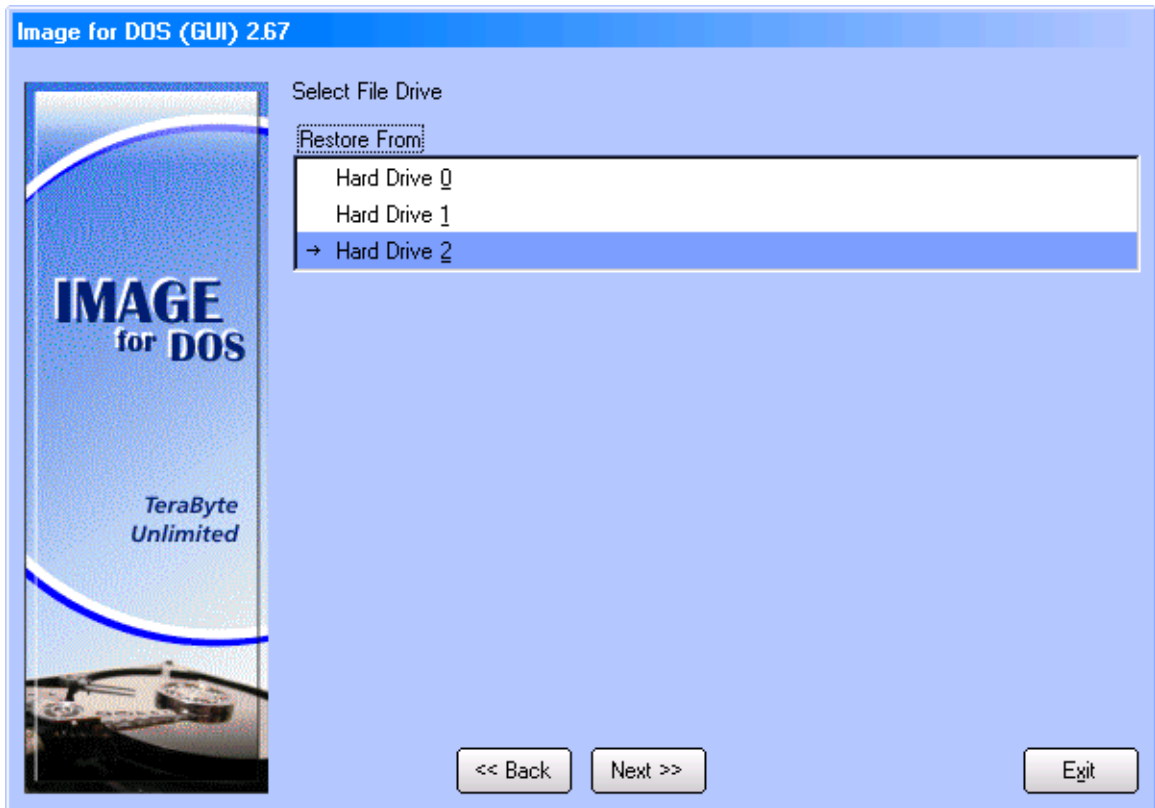 Image for DOS (GUI) 2.67
Select File Drive
Restore From
Hard Drive 0
Hard Drive 1
→ Hard Drive 2
IMAGE
for DOS
TeraByte
Unlimited
<< Back
Next >>
Exit